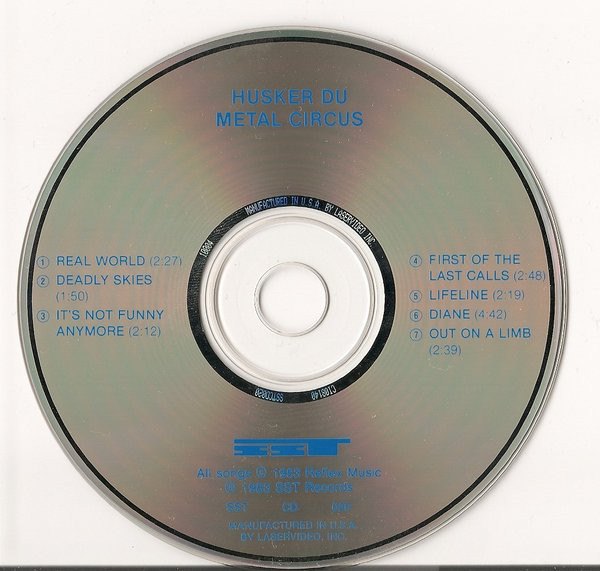 HUSKER DU
METAL CIRCUS
MANUFACTURED IN U.S.A. BY LASERVIDEO INC.
① REAL WORLD (2:27)
② DEADLY SKIES
(1:50)
③ IT'S NOT FUNNY
ANYMORE (2:12)
④ FIRST OF THE
LAST CALLS (2:48)
⑤ LIFELINE (2:19)
⑥ DIANE (4:42)
⑦ OUT ON A LIMB
(2:39)
SSTCD020
CI08140
SST
All songs © Reflex Music
SST Records
SST CD 020
MANUFACTURED IN U.S.A.
BY LASERVIDEO, INC.